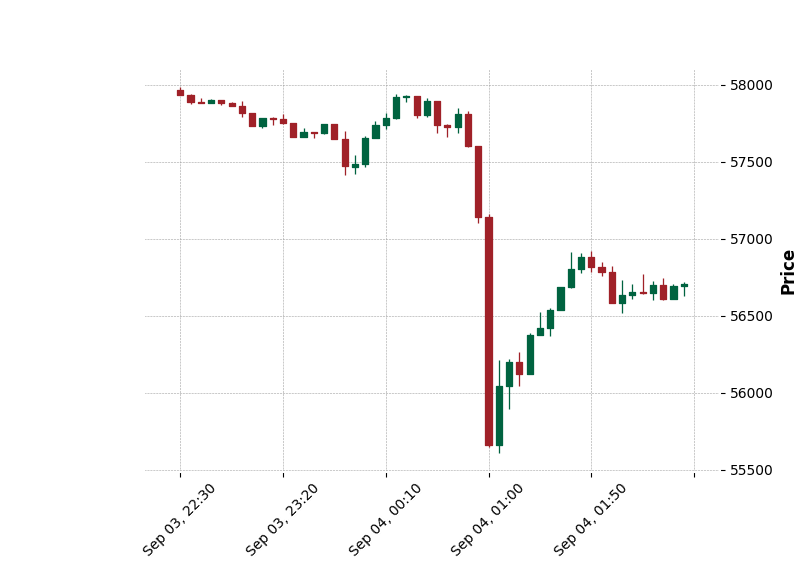 58000
57500
57000
56500
56000
55500
Price
Sep 03, 22:30
Sep 03, 23:20
Sep 04, 00:10
Sep 04, 01:00
Sep 04, 01:50